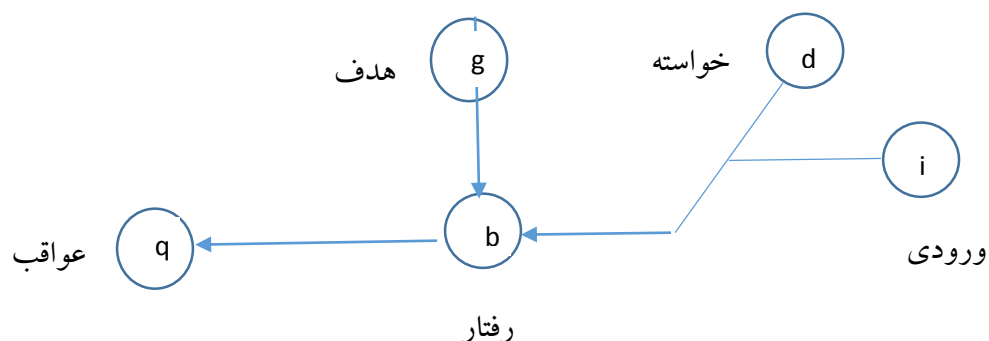 خواسته d
هدف g
i
ورودی
b
رفتار
عواقب q